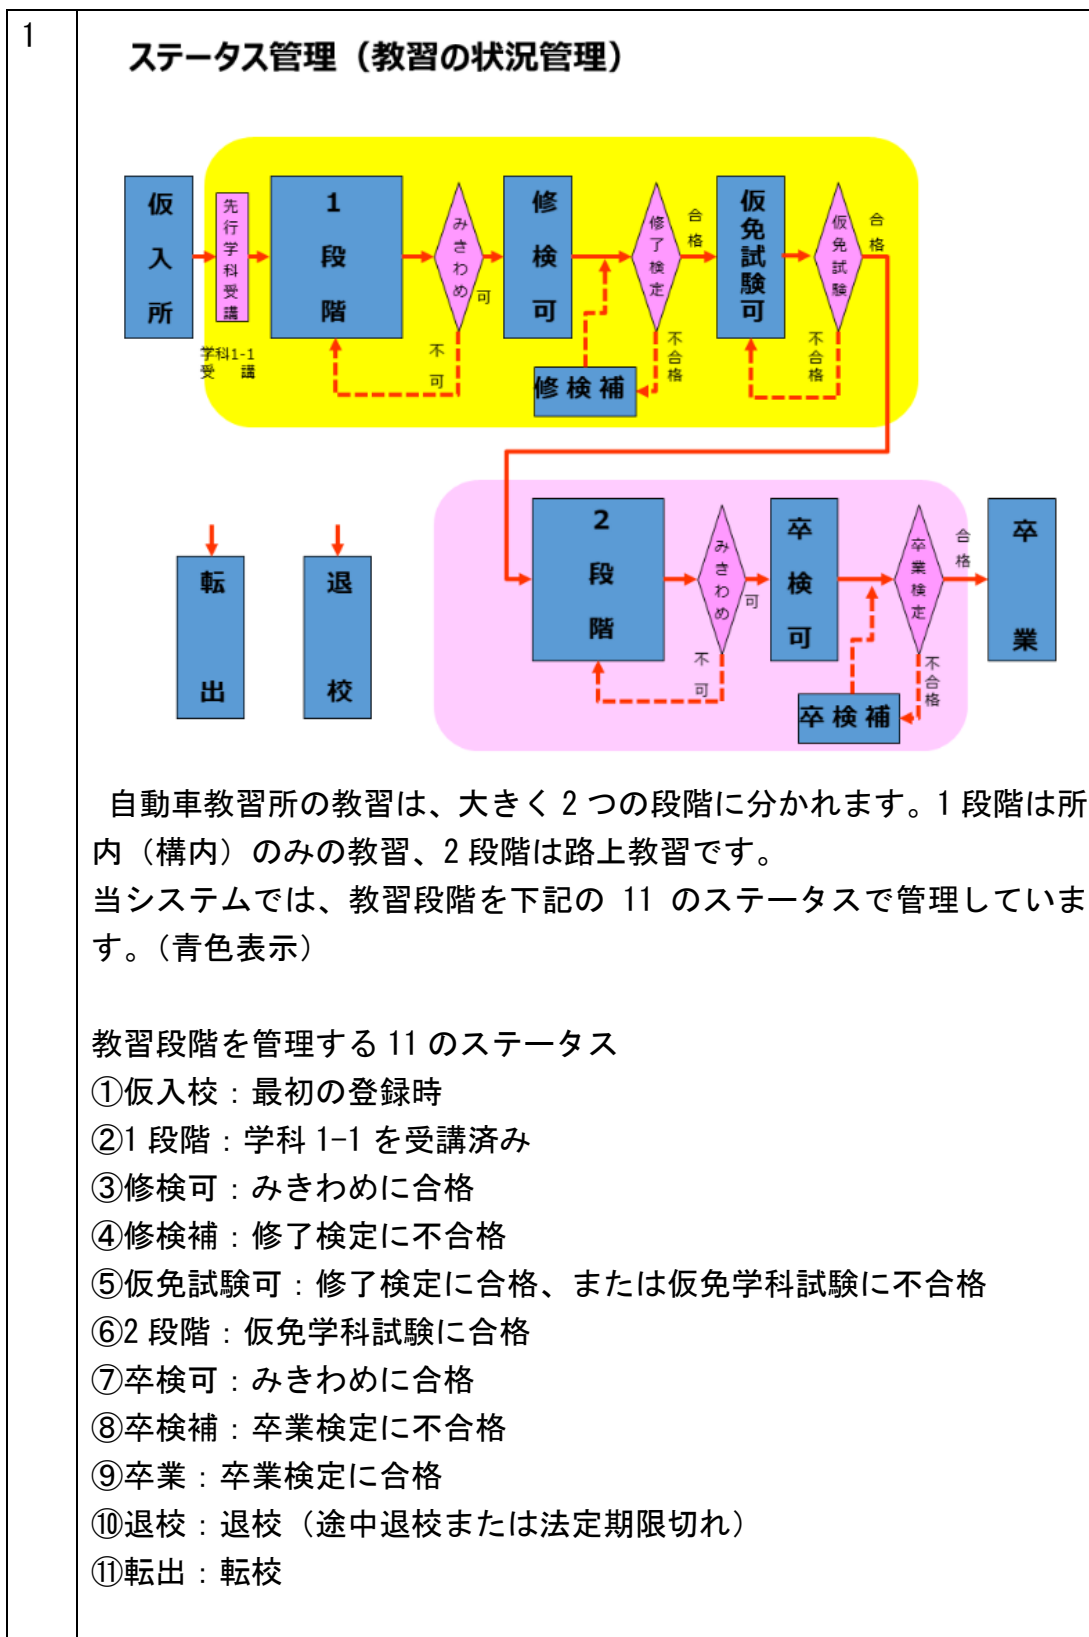 1
ステータス管理（教習の状況管理）
仮入所
先行学科受講
学科1-1
受　講
1段階
みきわめ
可
不可
修検可
修了検定
合格
不合格
修検補
仮免試験可
仮免試験
合格
不合格
2段階
みきわめ
可
不可
卒検可
卒業検定
合格
不合格
卒検補
卒業
転出
退校
自動車教習所の教習は、大きく2つの段階に分かれます。1段階は所
内（構内）のみの教習、2段階は路上教習です。
当システムでは、教習段階を下記の 11 のステータスで管理していま
す。（青色表示）
教習段階を管理する11のステータス
①仮入校：最初の登録時
②1段階：学科1-1を受講済み
③修検可：みきわめに合格
④修検補：修了検定に不合格
⑤仮免試験可：修了検定に合格、または仮免学科試験に不合格
⑥2段階：仮免学科試験に合格
⑦卒検可：みきわめに合格
⑧卒検補：卒業検定に不合格
⑨卒業：卒業検定に合格
⑩退校：退校（途中退校または法定期限切れ）
⑪転出：転校